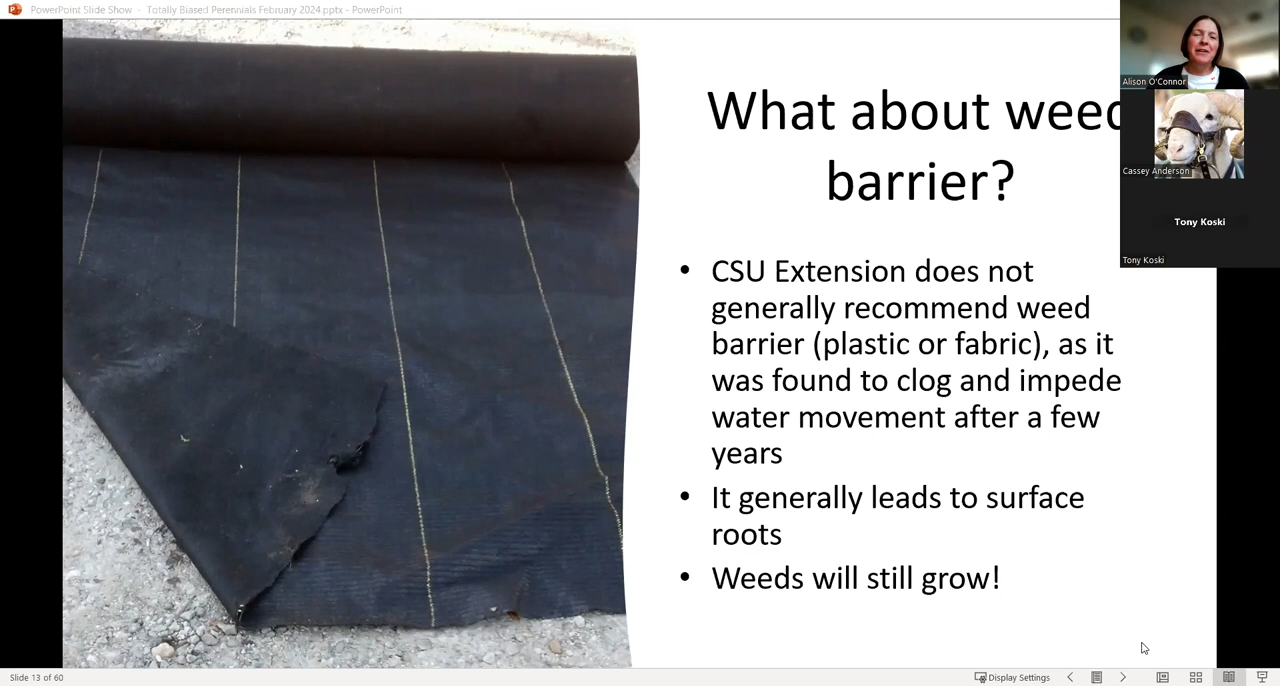 PowerPoint Slide Show - Totally Biased Perennials February 2024.pptx - PowerPoint
Alison O'Connor
Cassey Anderson
Tony Koski
Tony Koski
What about weed
barrier?
• CSU Extension does not
generally recommend weed
barrier (plastic or fabric), as it
was found to clog and impede
water movement after a few
years
• It generally leads to surface
roots
• Weeds will still grow!
Slide 13 of 60
Display Settings